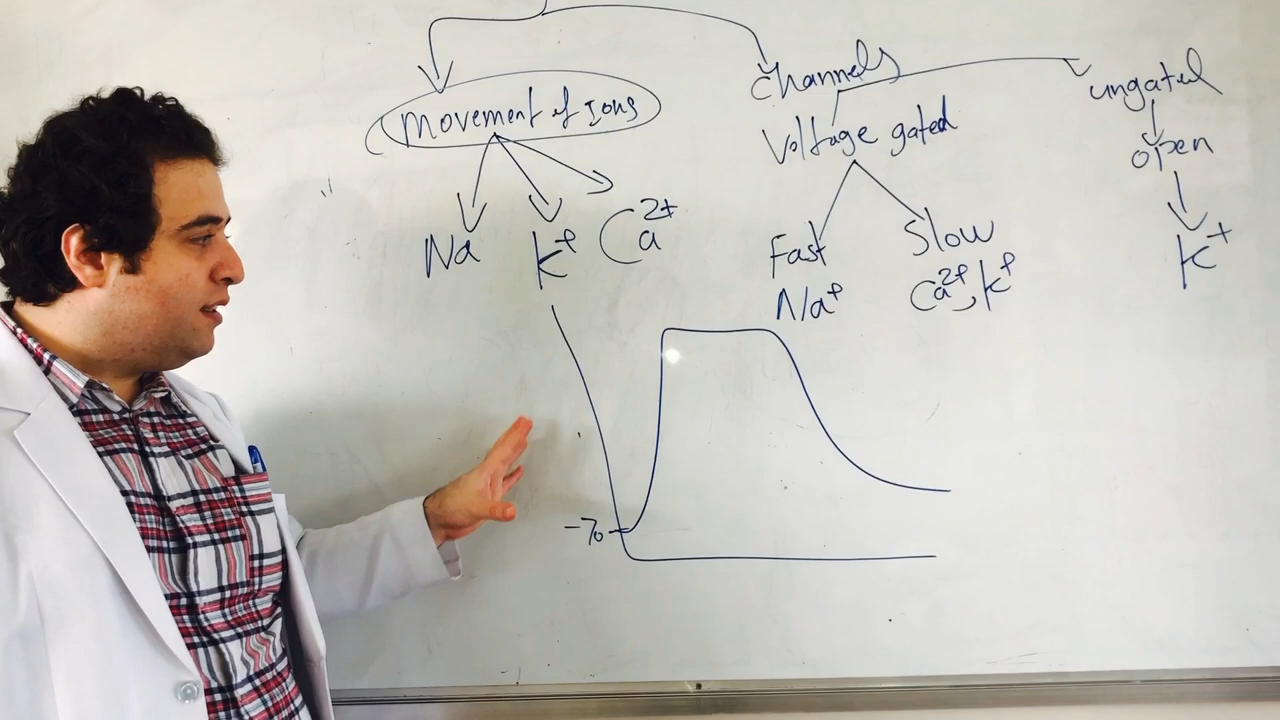 Channels
ungated
Movement of Ions
Voltage gated
open
Na K+ Ca2+
Fast Slow K+
Na+ Ca2+, K+
-70